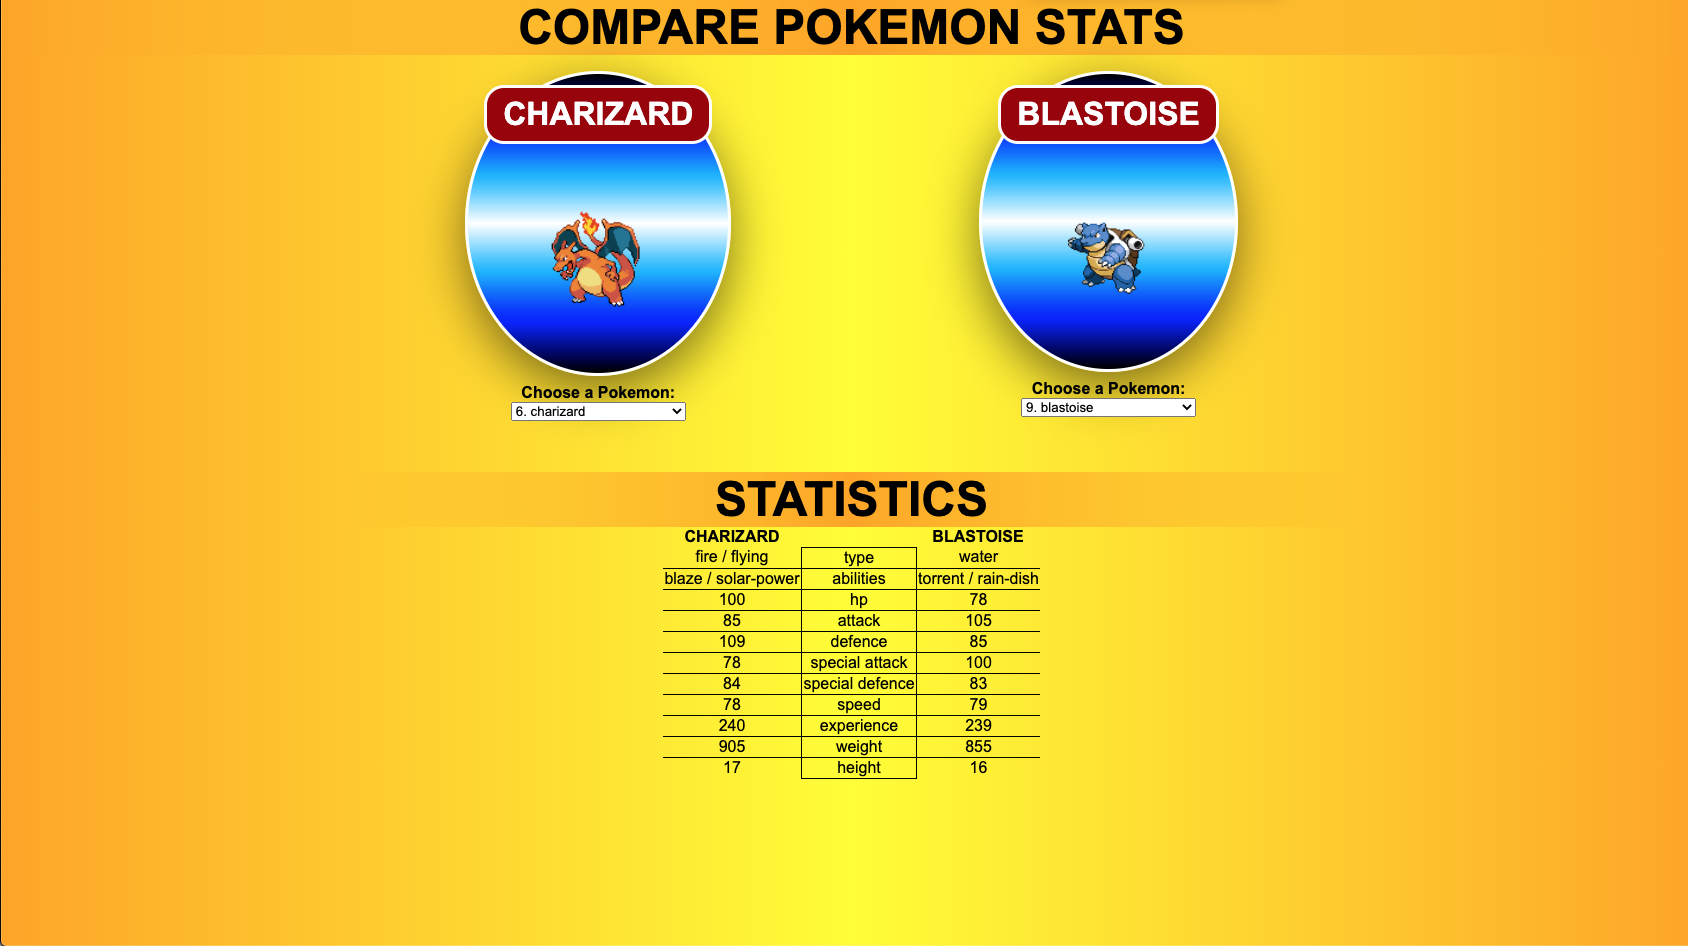 COMPARE POKEMON STATS
CHARIZARD
BLASTOISE
Choose a Pokemon:
6. charizard
Choose a Pokemon:
9. blastoise
STATISTICS
CHARIZARD BLASTOISE
fire / flying type water
blaze / solar-power abilities torrent / rain-dish
100 hp 78
85 attack 105
109 defence 85
78 special attack 100
84 special defence 83
78 speed 79
240 experience 239
905 weight 855
17 height 16